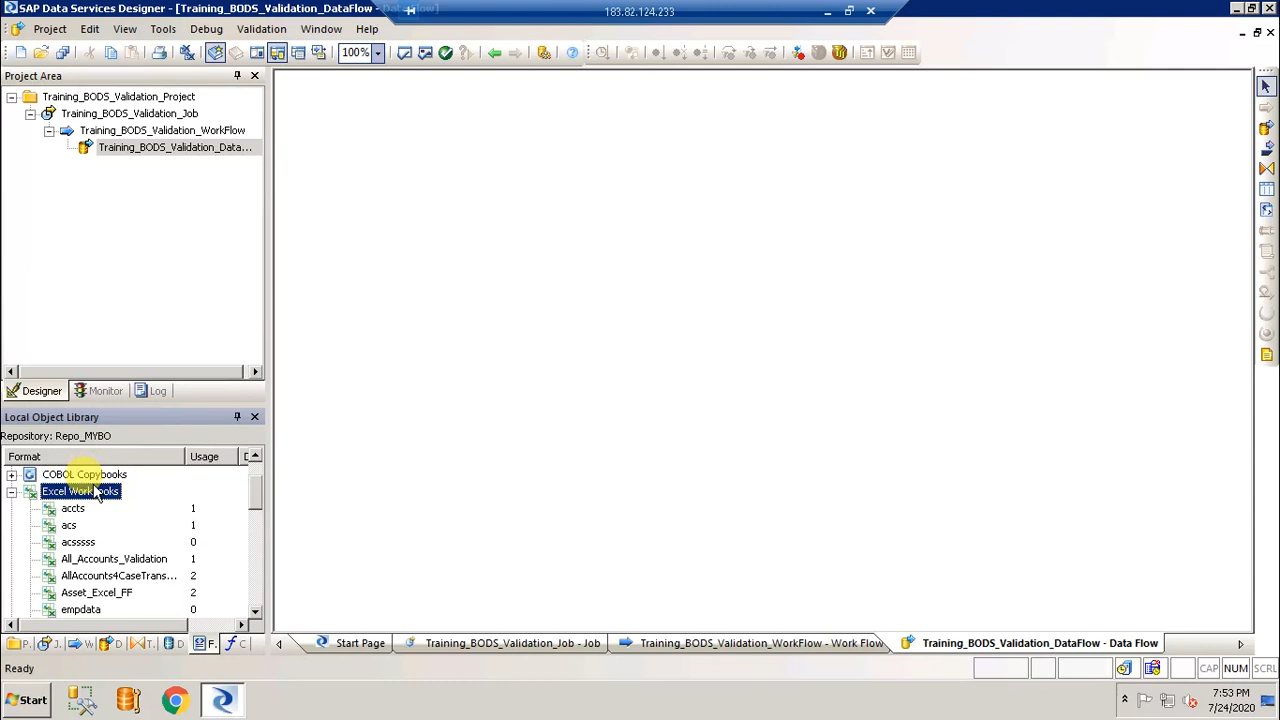 SAP Data Services Designer - [Training_BODS_Validation_DataFlow - Data Flow]
183.82.124.233
Project Edit View Tools Debug Validation Window Help
100%
Project Area
Training_BODS_Validation_Project
Training_BODS_Validation_Job
Training_BODS_Validation_WorkFlow
Training_BODS_Validation_Data...
Designer Monitor Log
Local Object Library
Repository: Repo_MYBO
Format Usage D
COBOL Copybooks
Excel Workbooks
accts 1
acs 1
acsssss 0
All_Accounts_Validation 1
AllAccounts4CaseTrans... 2
Asset_Excel_FF 2
empdata 0
P. J. W D T. D F. C
Start Page Training_BODS_Validation_Job - Job Training_BODS_Validation_WorkFlow - Work Flow Training_BODS_Validation_DataFlow - Data Flow
Ready CAP NUM SCRL
Start 7:53 PM
7/24/2020